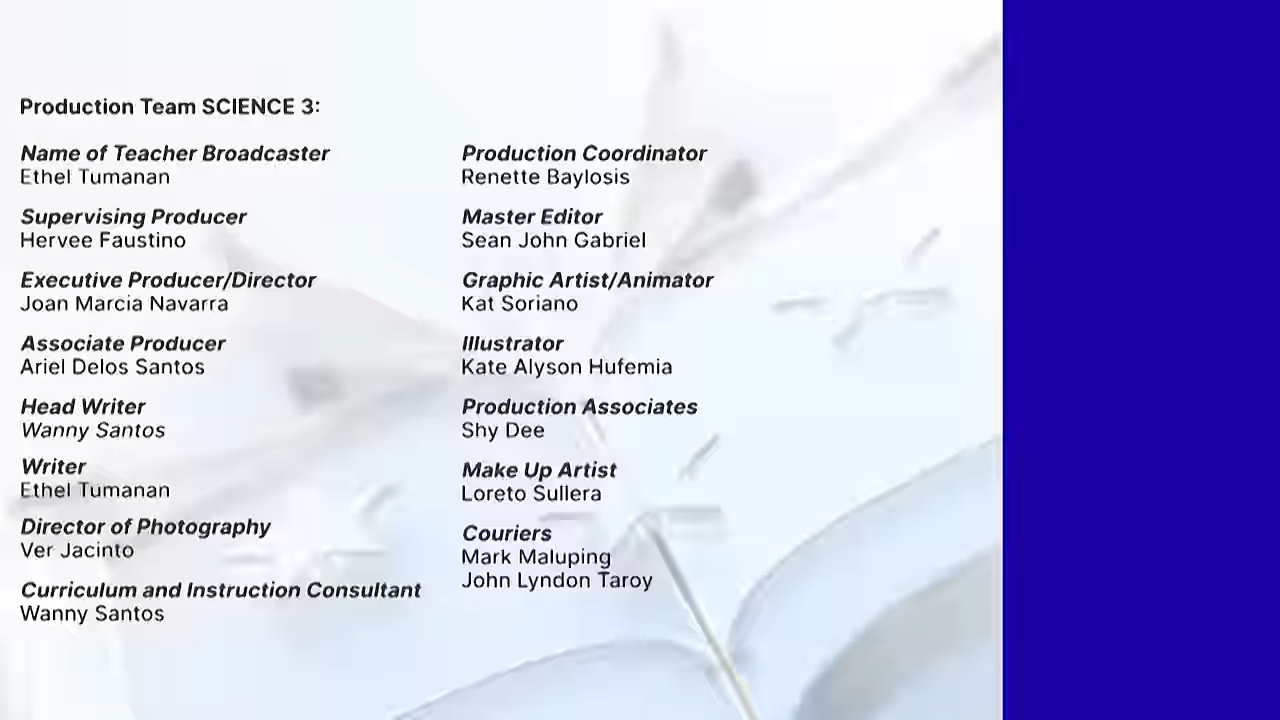 Production Team SCIENCE 3:
Name of Teacher Broadcaster
Ethel Tumanan
Supervising Producer
Hervee Faustino
Executive Producer/Director
Joan Marcia Navarra
Associate Producer
Ariel Delos Santos
Head Writer
Wanny Santos
Writer
Ethel Tumanan
Director of Photography
Ver Jacinto
Curriculum and Instruction Consultant
Wanny Santos
Production Coordinator
Renette Baylosis
Master Editor
Sean John Gabriel
Graphic Artist/Animator
Kat Soriano
Illustrator
Kate Alyson Hufemia
Production Associates
Shy Dee
Make Up Artist
Loreto Sullera
Couriers
Mark Maluping
John Lyndon Taroy